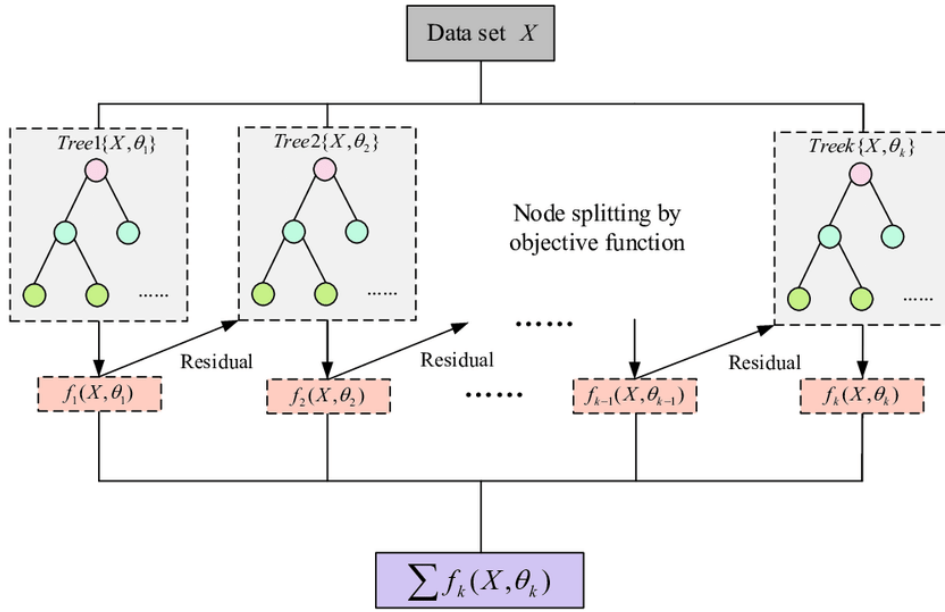 Data set X
Tree1{X,θ₁}
Tree2{X,θ₂}
Treek{X,θₖ}
Node splitting by
objective function
......
......
......
......
Residual
Residual
Residual
f₁(X,θ₁)
f₂(X,θ₂)
......
fₖ₋₁(X,θₖ₋₁)
fₖ(X,θₖ)
∑ fₖ(X,θₖ)